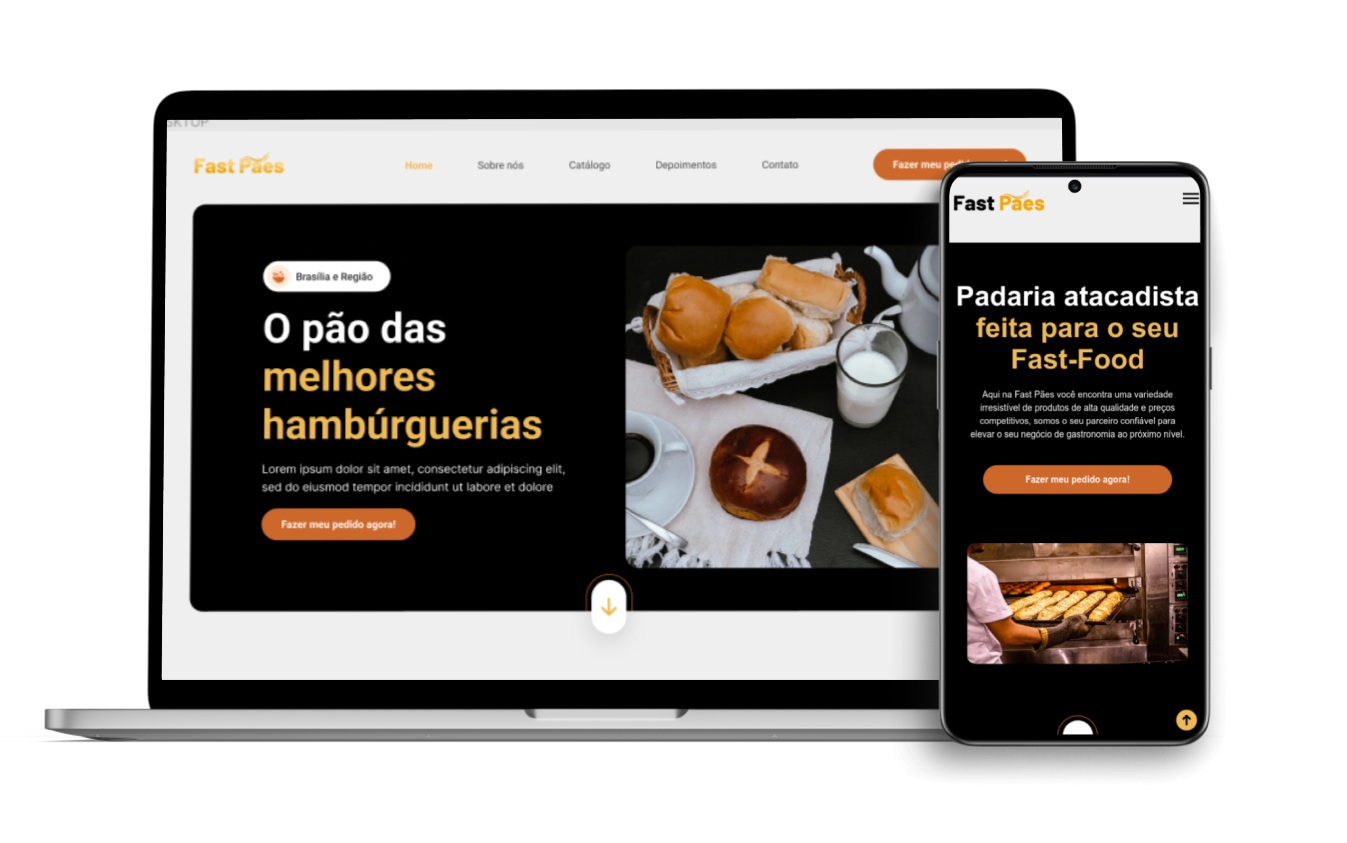 SKTOP
Fast Pães
Home
Sobre nós
Catálogo
Depoimentos
Contato
Fazer meu
Brasília e Região
O pão das
melhores
hambúrguerias
Lorem ipsum dolor sit amet, consectetur adipiscing elit,
sed do eiusmod tempor incididunt ut labore et dolore
Fazer meu pedido agora!
Fast Pães
Padaria atacadista
feita para o seu
Fast-Food
Aqui na Fast Pães você encontra uma variedade
irresistível de produtos de alta qualidade e preços
competitivos, somos o seu parceiro confiável para
elevar o seu negócio de gastronomia ao próximo nível.
Fazer meu pedido agora!